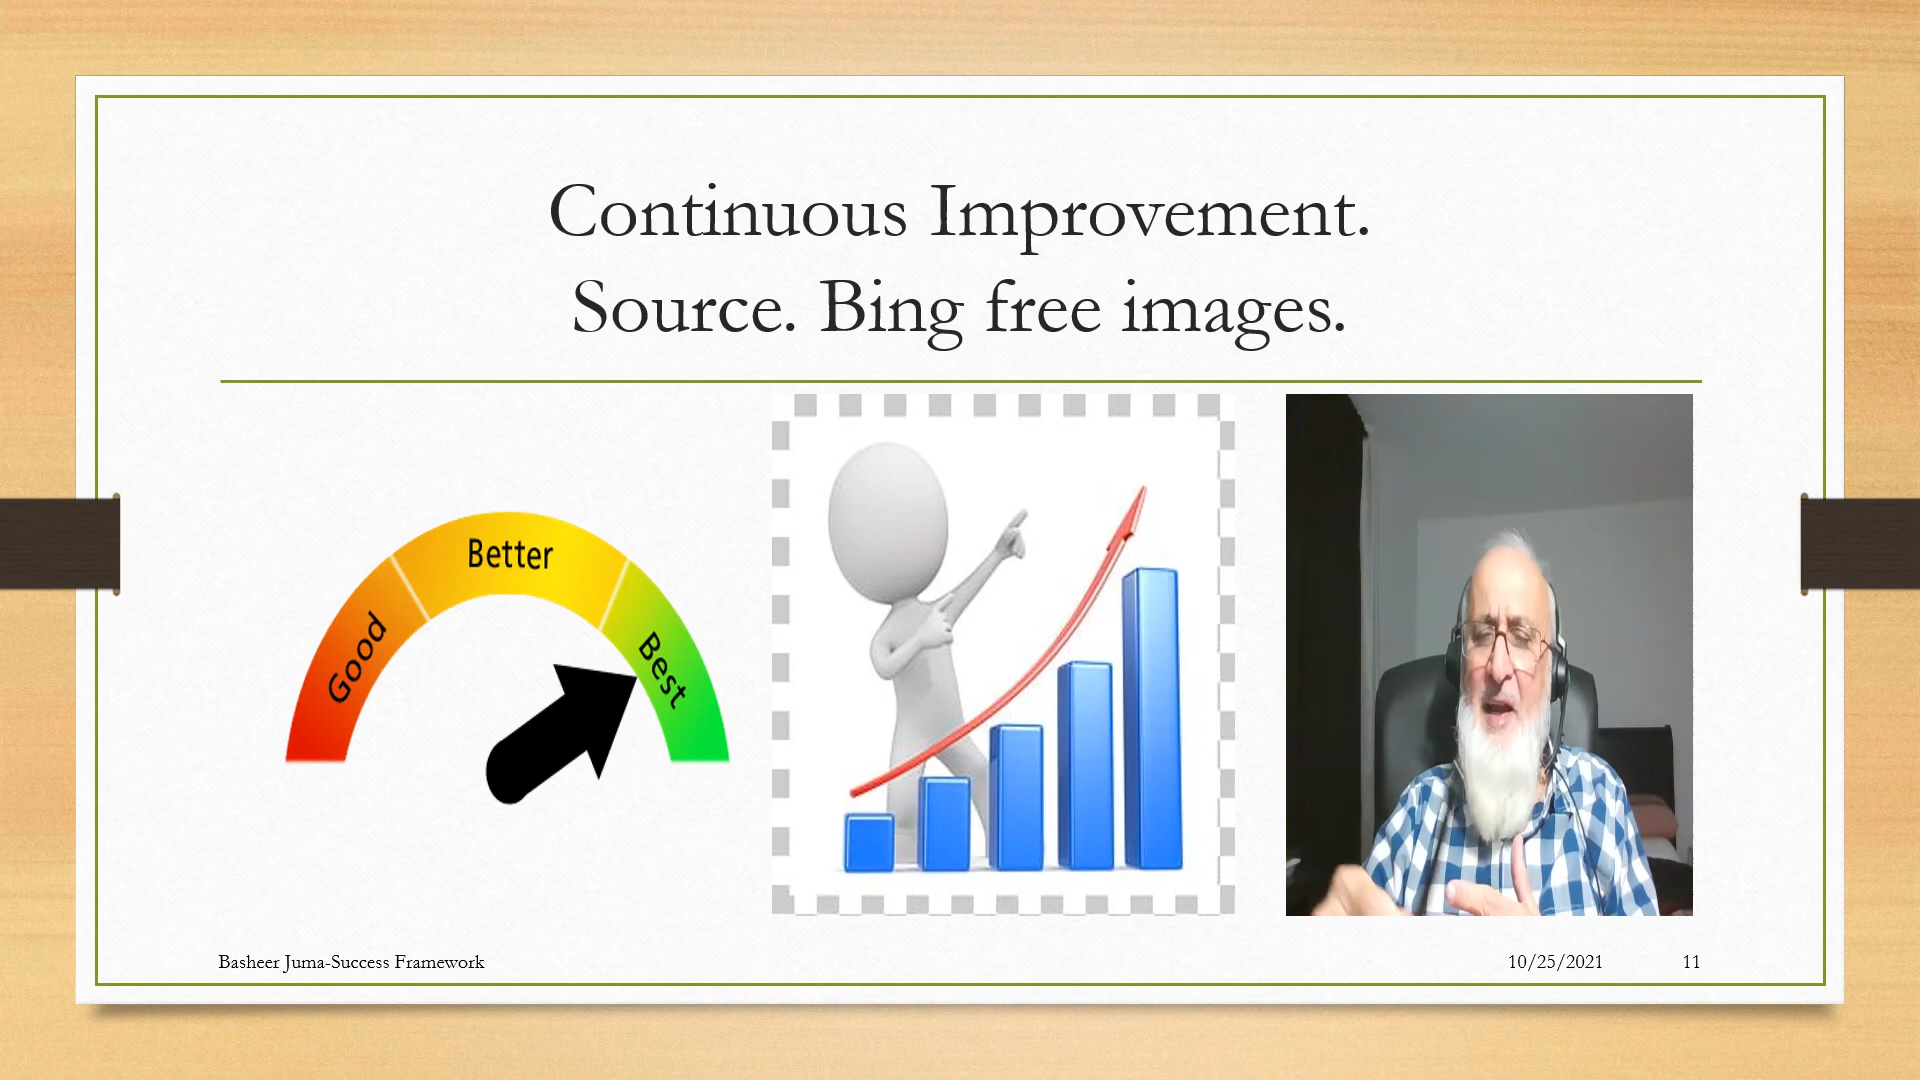 Continuous Improvement.
Source. Bing free images.
Good
Better
Best
Basheer Juma-Success Framework
10/25/2021
11